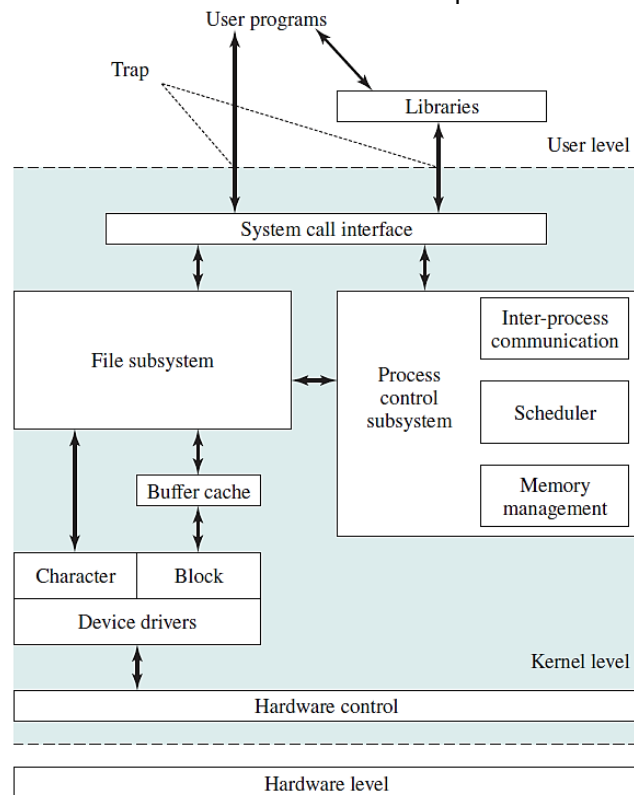 User programs
Trap
Libraries
User level
System call interface
File subsystem
Process
control
subsystem
Inter-process
communication
Scheduler
Memory
management
Buffer cache
Character
Block
Device drivers
Kernel level
Hardware control
Hardware level